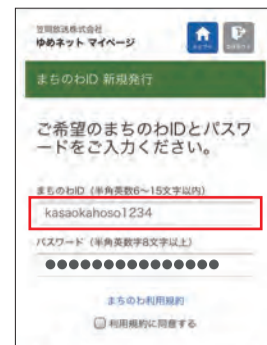 笠岡放送株式会社
ゆめネット マイページ
まちのわID 新規発行
ご希望のまちのわIDとパスワ
ードをご入力ください。
まちのわID（半角英数6〜15文字以内）
kasaokahoso1234
パスワード（半角英数字8文字以上）
●●●●●●●●●●●●●●●
まちのわ利用規約
利用規約に同意する